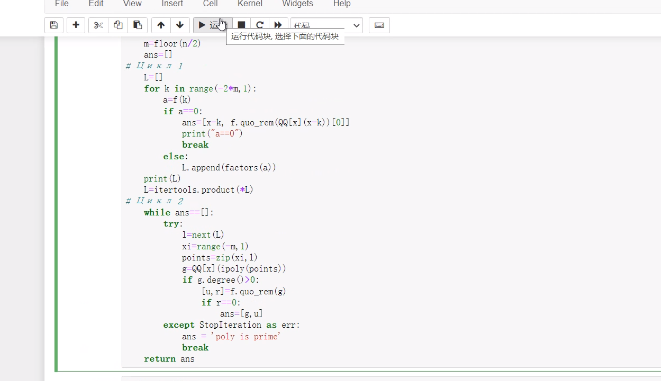 File Edit View Insert Cell Kernel Widgets Help
代码
运行代码块, 选择下面的代码块
m=floor(n/2)
ans=[]
# Цикл 1
L=[]
for k in range(-2*m,1):
a=f(k)
if a==0:
ans=[x-k, f.quo_rem(QQ[x](x-k))[0]]
print("a==0")
break
else:
L.append(factors(a))
print(L)
L=itertools.product(*L)
# Цикл 2
while ans==[]:
try:
l=next(L)
xi=range(-m,1)
points=zip(xi,l)
g=QQ[x](ipoly(points))
if g.degree()>0:
[u,r]=f.quo_rem(g)
if r==0:
ans=[g,u]
except StopIteration as err:
ans = 'poly is prime'
break
return ans